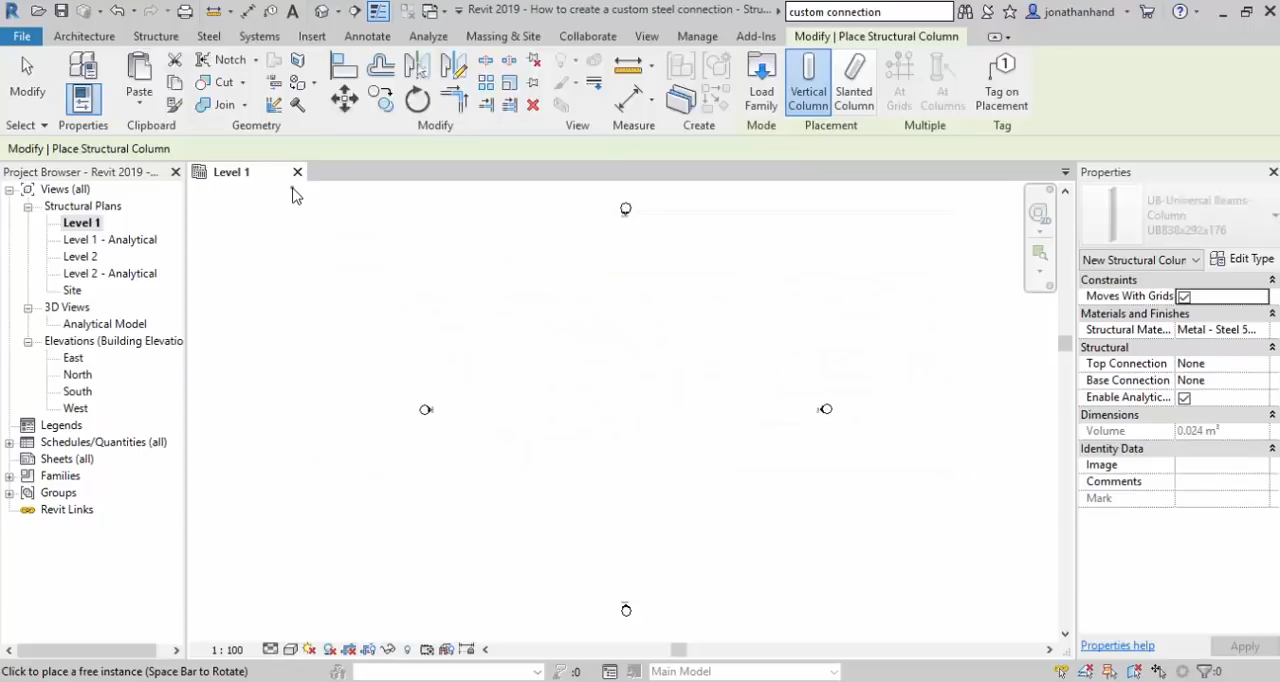 Revit 2019 - How to create a custom steel connection - Stru...
custom connection
jonathanhand
File Architecture Structure Steel Systems Insert Annotate Analyze Massing & Site Collaborate View Manage Add-Ins Modify | Place Structural Column
Modify
Paste
Notch
Cut
Join
Load Family
Vertical Column
Slanted Column
At Grids
At Columns
Tag on Placement
Select Properties Clipboard Geometry Modify View Measure Create Mode Placement Multiple Tag
Modify | Place Structural Column
Project Browser - Revit 2019 -...
Views (all)
Structural Plans
Level 1
Level 1 - Analytical
Level 2
Level 2 - Analytical
Site
3D Views
Analytical Model
Elevations (Building Elevatio
East
North
South
West
Legends
Schedules/Quantities (all)
Sheets (all)
Families
Groups
Revit Links
Level 1
2D
1 : 100
Properties
UB-Universal Beams-
Column
UB838x292x176
New Structural Colur
Edit Type
Constraints
Moves With Grids
Materials and Finishes
Structural Mate... Metal - Steel 5...
Structural
Top Connection None
Base Connection None
Enable Analytic...
Dimensions
Volume 0.024 m³
Identity Data
Image
Comments
Mark
Properties help
Apply
Click to place a free instance (Space Bar to Rotate)
:0
Main Model
:0